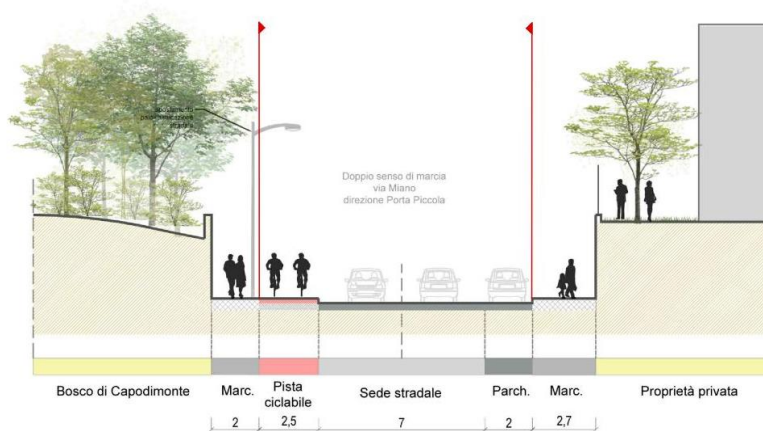 stradale
Doppio senso di marcia
via Miano
direzione Porta Piccola
Bosco di Capodimonte
Marc.
Pista
ciclabile
Sede stradale
Parch.
Marc.
Proprietà privata
2
2,5
7
2
2,7